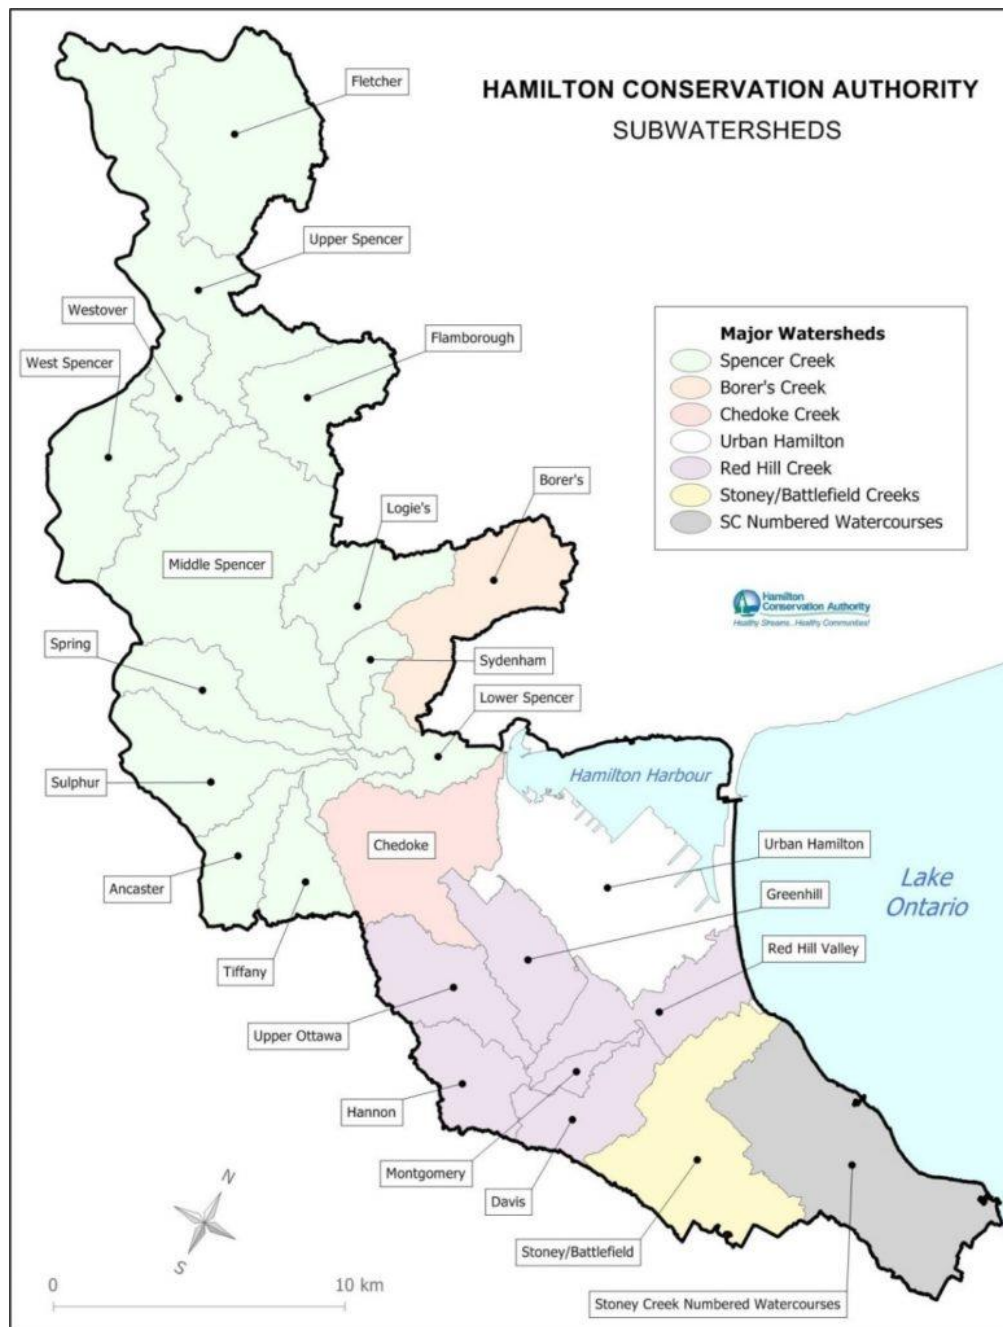 HAMILTON CONSERVATION AUTHORITY
SUBWATERSHEDS
Fletcher
Upper Spencer
Westover
West Spencer
Flamborough
Major Watersheds
Spencer Creek
Borer's Creek
Chedoke Creek
Urban Hamilton
Red Hill Creek
Stoney/Battlefield Creeks
SC Numbered Watercourses
Borer's
Logie's
Middle Spencer
Hamilton
Conservation Authority
Healthy Streams...Healthy Communities!
Spring
Sydenham
Lower Spencer
Sulphur
Hamilton Harbour
Chedoke
Urban Hamilton
Ancaster
Greenhill
Lake
Ontario
Red Hill Valley
Tiffany
Upper Ottawa
Hannon
Montgomery
Davis
N
S
Stoney/Battlefield
0 10 km
Stoney Creek Numbered Watercourses